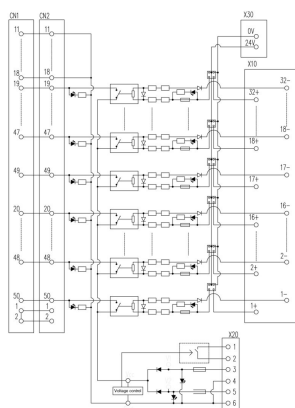 CN1 CN2 X30
11 11 0V
24V
X10
18 18
19 19 32-
32+
47 47 18-
18+
49 49 17-
17+
20 20 16-
16+
48 48 2-
2+
50 50 1-
1 1
2 2 1+
X20
1
2
3
4
Voltage control
5
6